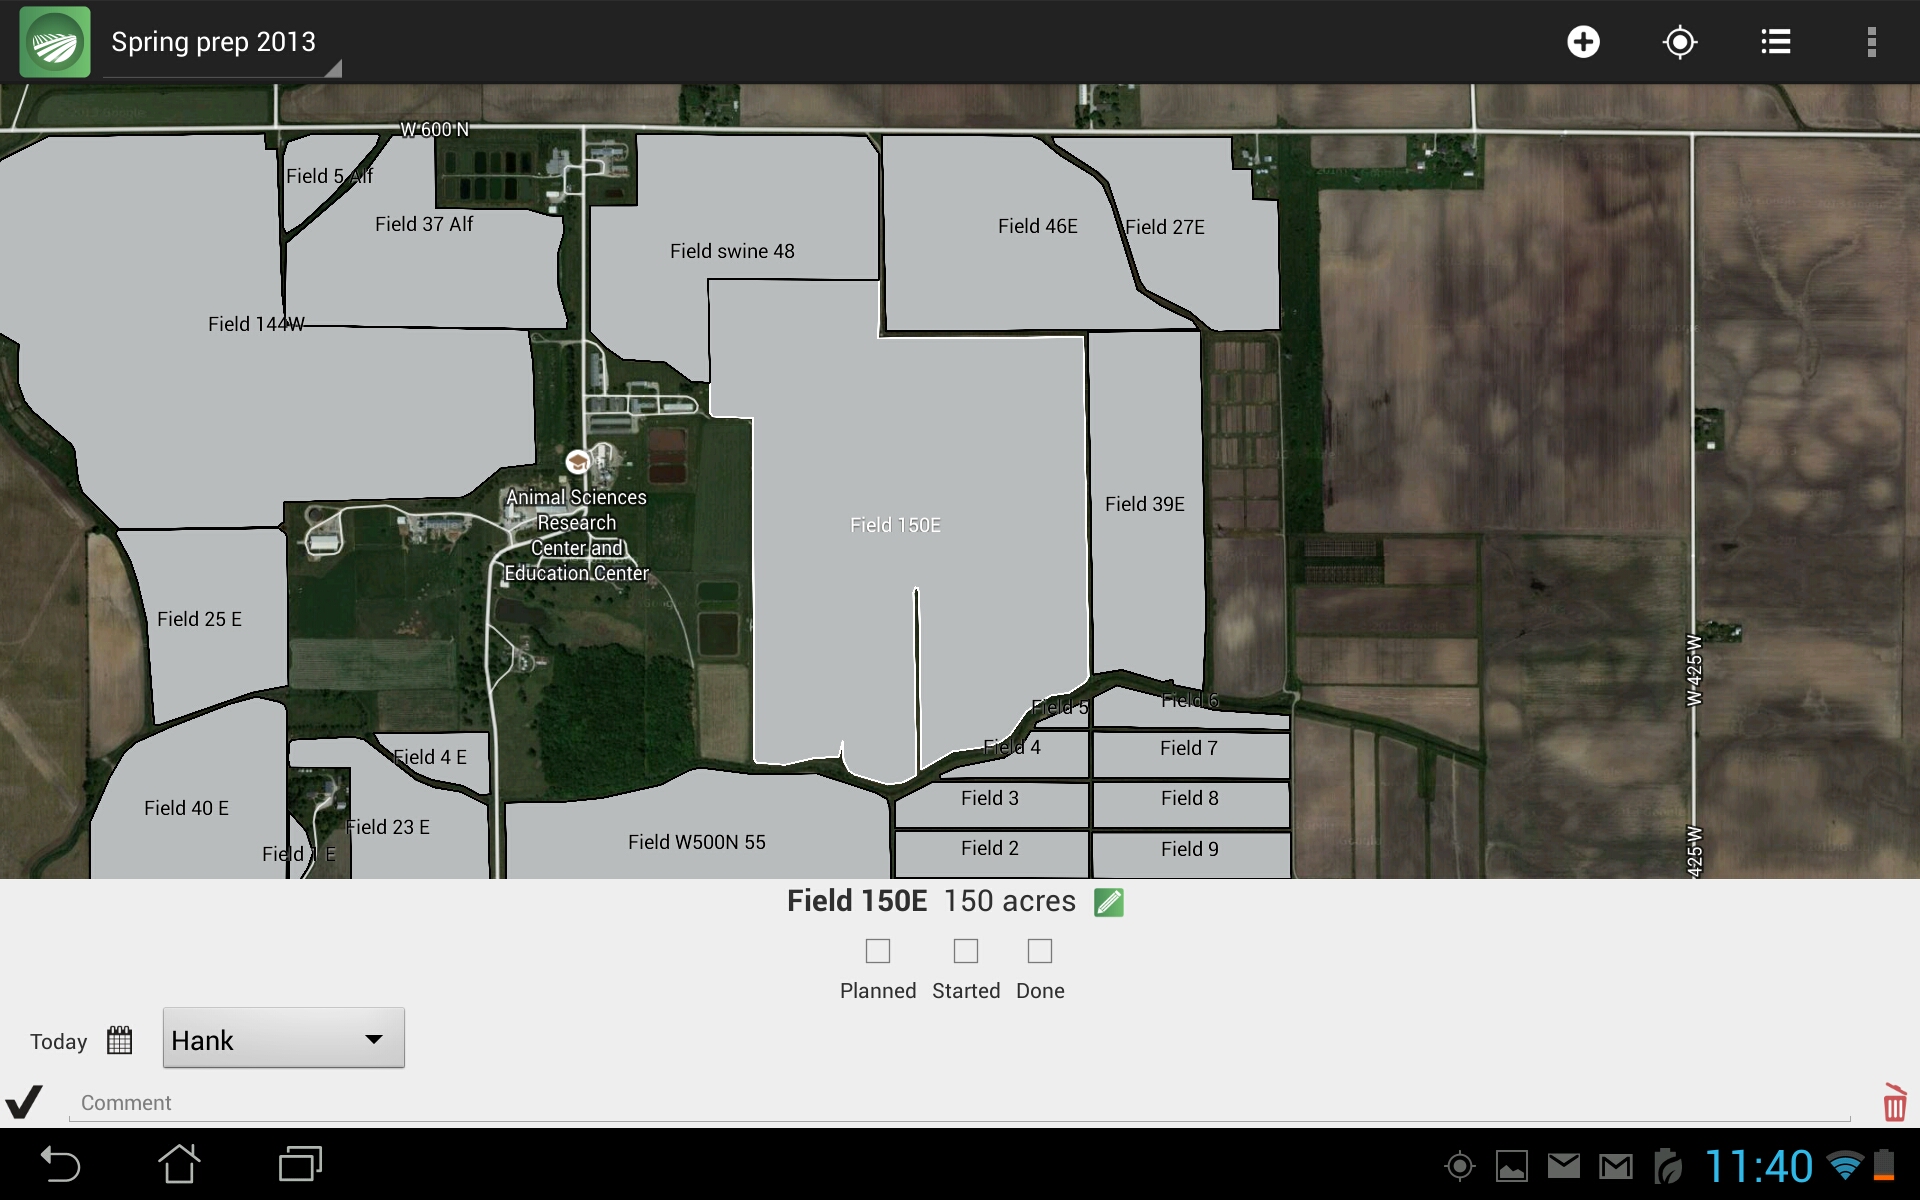 Spring prep 2013
W 600 N
Field 5 Alf
Field 37 Alf
Field swine 48
Field 46E
Field 27E
Field 144W
Animal Sciences
Research
Center and
Education Center
Field 150E
Field 39E
Field 25 E
W 425 W
Field 5
Field 6
Field 4
Field 7
Field 4 E
Field 40 E
Field 23 E
Field 1 E
Field W500N 55
Field 3
Field 8
Field 2
Field 9
425 W
Field 150E 150 acres
Planned Started Done
Today Hank
Comment
11:40